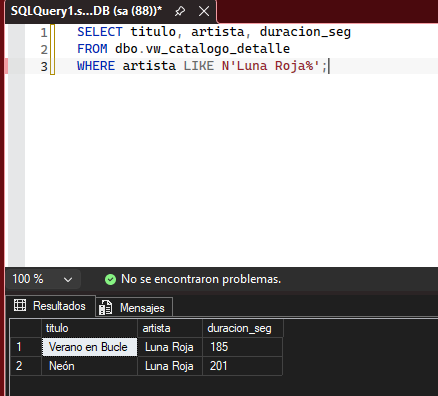 SQLQuery1.s...DB (sa (88))*
1 SELECT titulo, artista, duracion_seg
2 FROM dbo.vw_catalogo_detalle
3 WHERE artista LIKE N'Luna Roja%';
100 %
No se encontraron problemas.
Resultados
Mensajes
titulo artista duracion_seg
1 Verano en Bucle Luna Roja 185
2 Neón Luna Roja 201